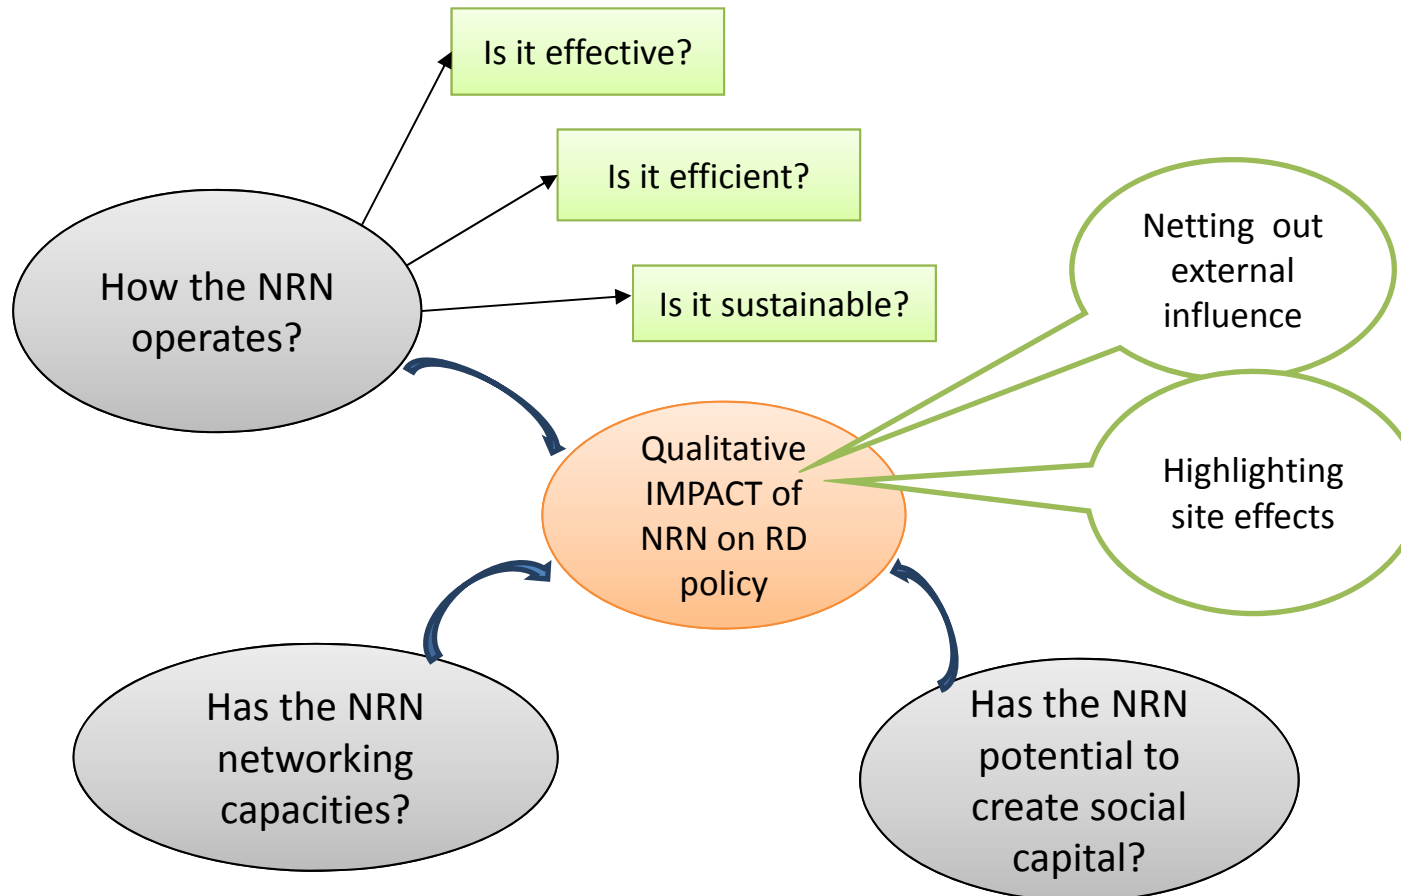 Is it effective?
Is it efficient?
Is it sustainable?
How the NRN
operates?
Netting out
external
influence
Highlighting
site effects
Qualitative
IMPACT of
NRN on RD
policy
Has the NRN
networking
capacities?
Has the NRN
potential to
create social
capital?